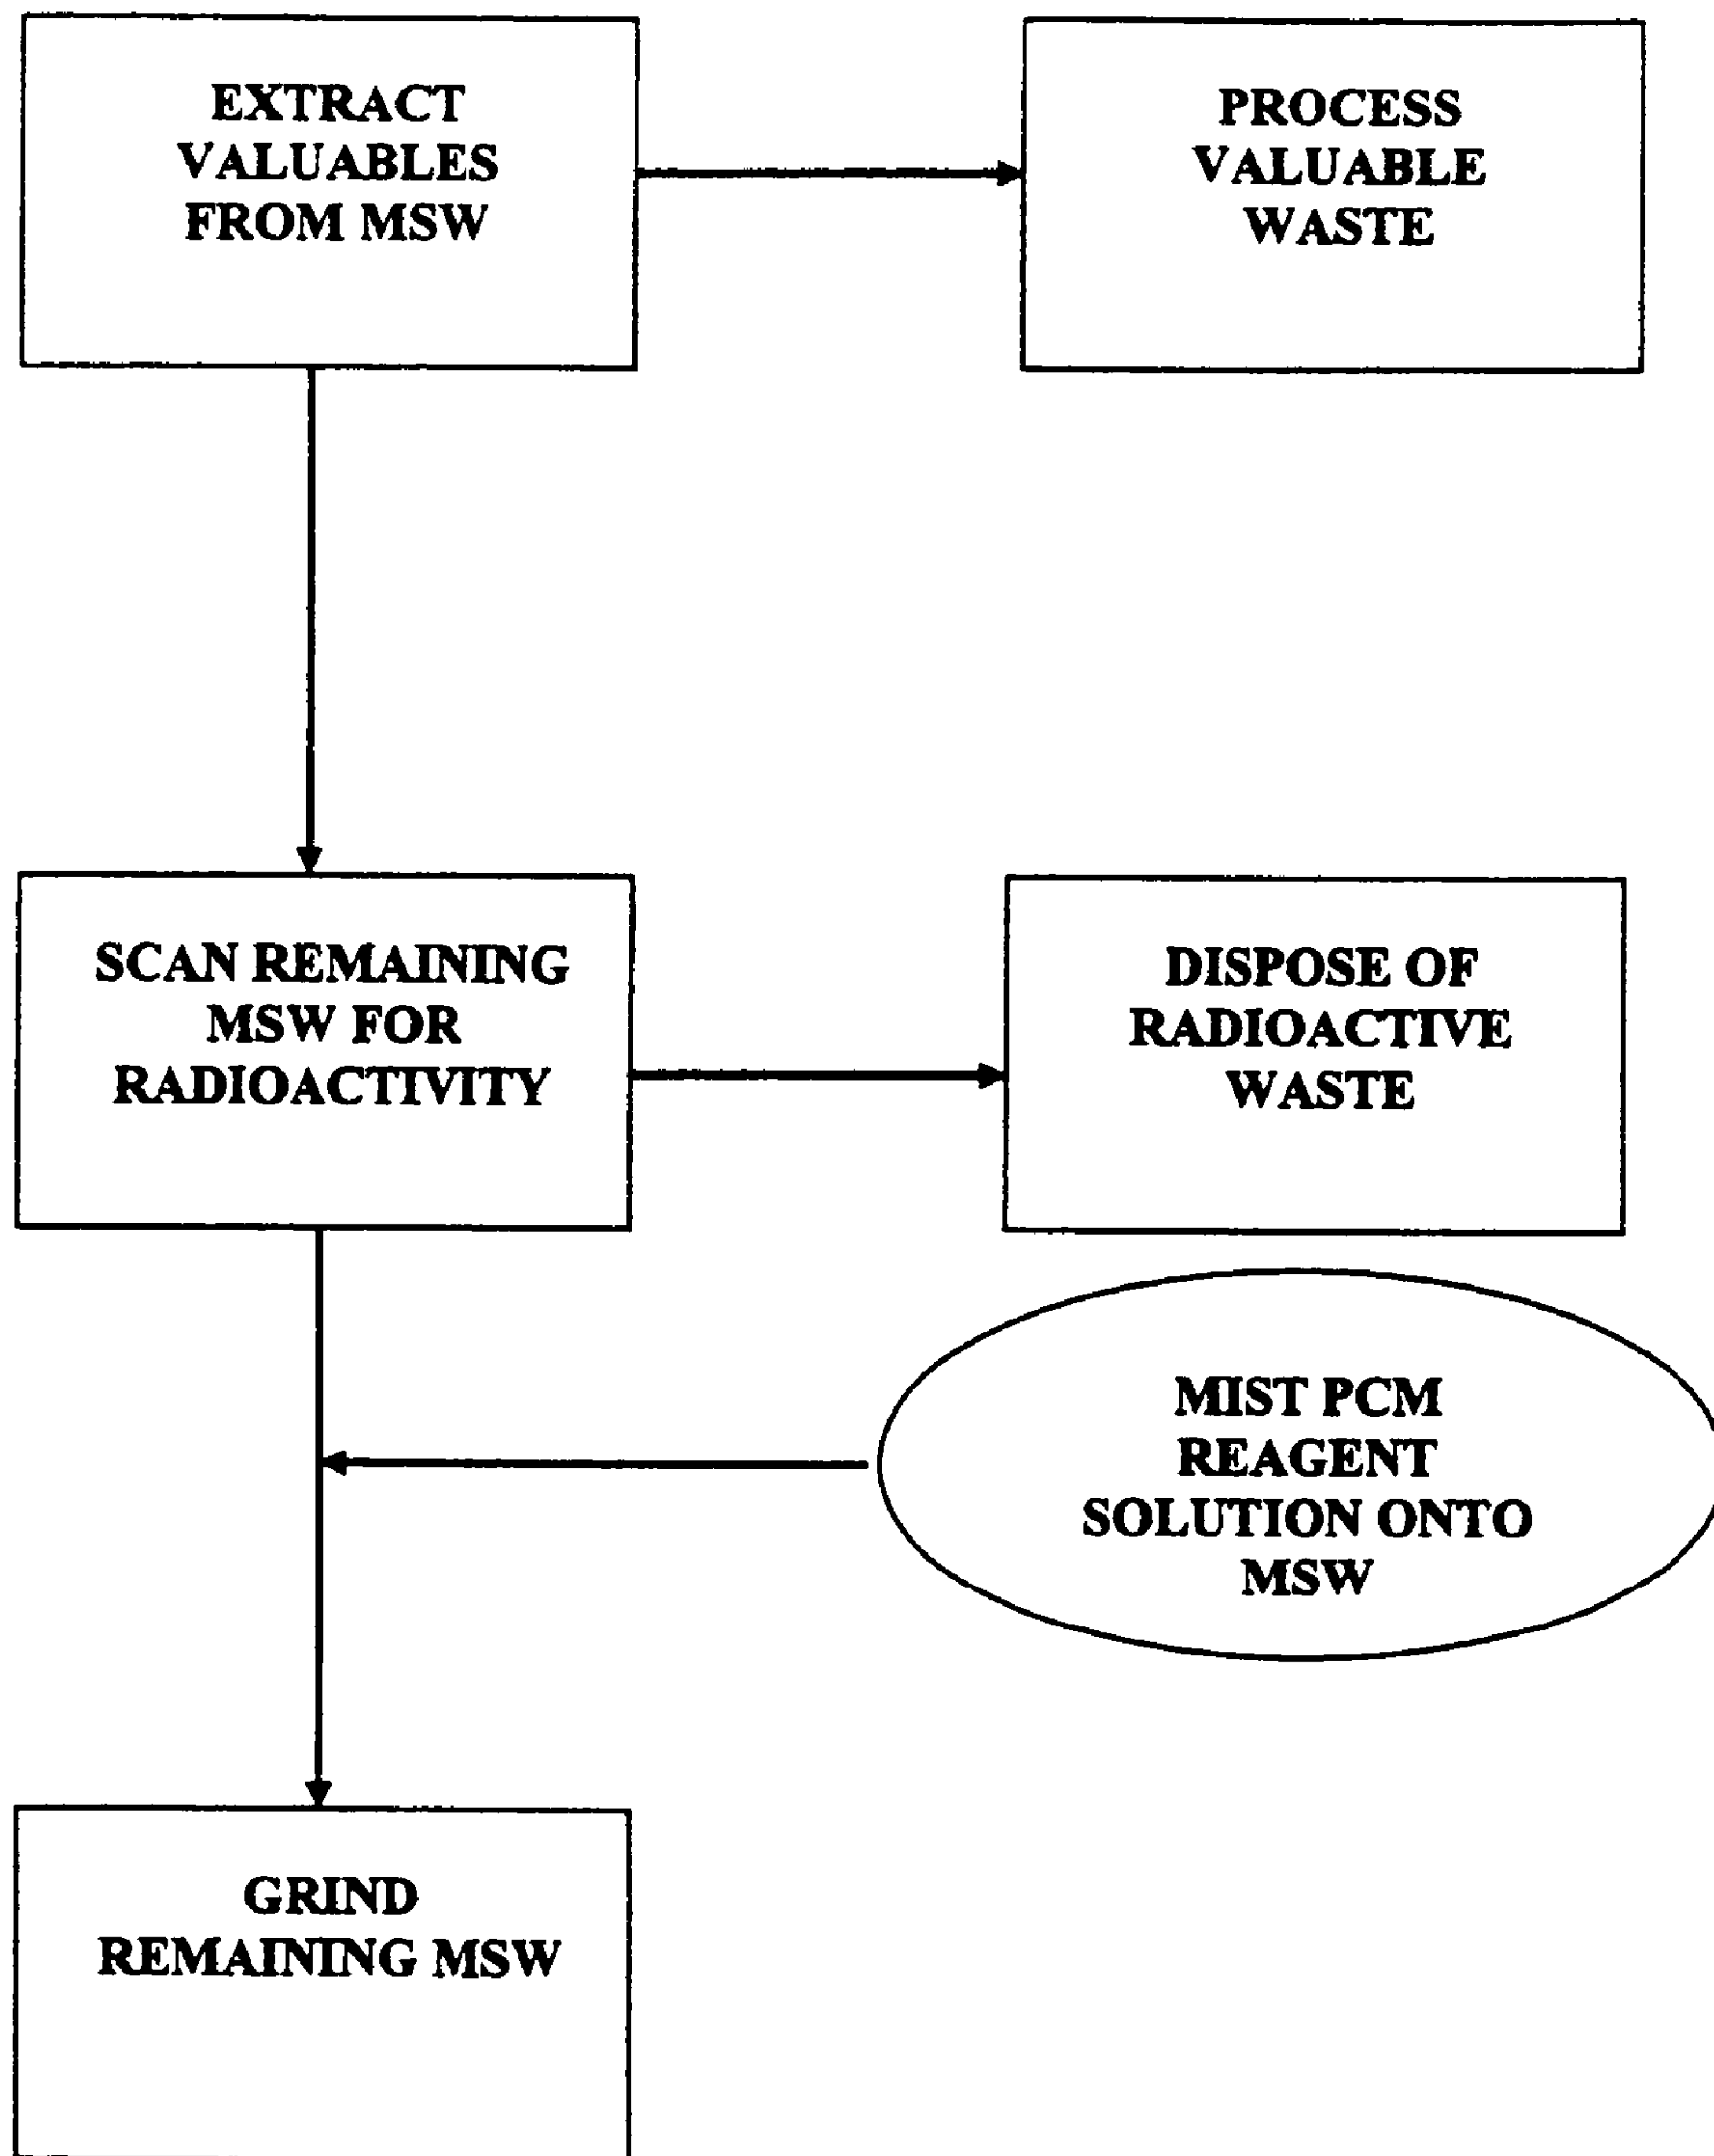 EXTRACT
VALUABLES
FROM MSW
PROCESS
VALUABLE
WASTE
SCAN REMAINING
MSW FOR
RADIOACTIVITY
DISPOSE OF
RADIOACTIVE
WASTE
MIST PCM
REAGENT
SOLUTION ONTO
MSW
GRIND
REMAINING MSW